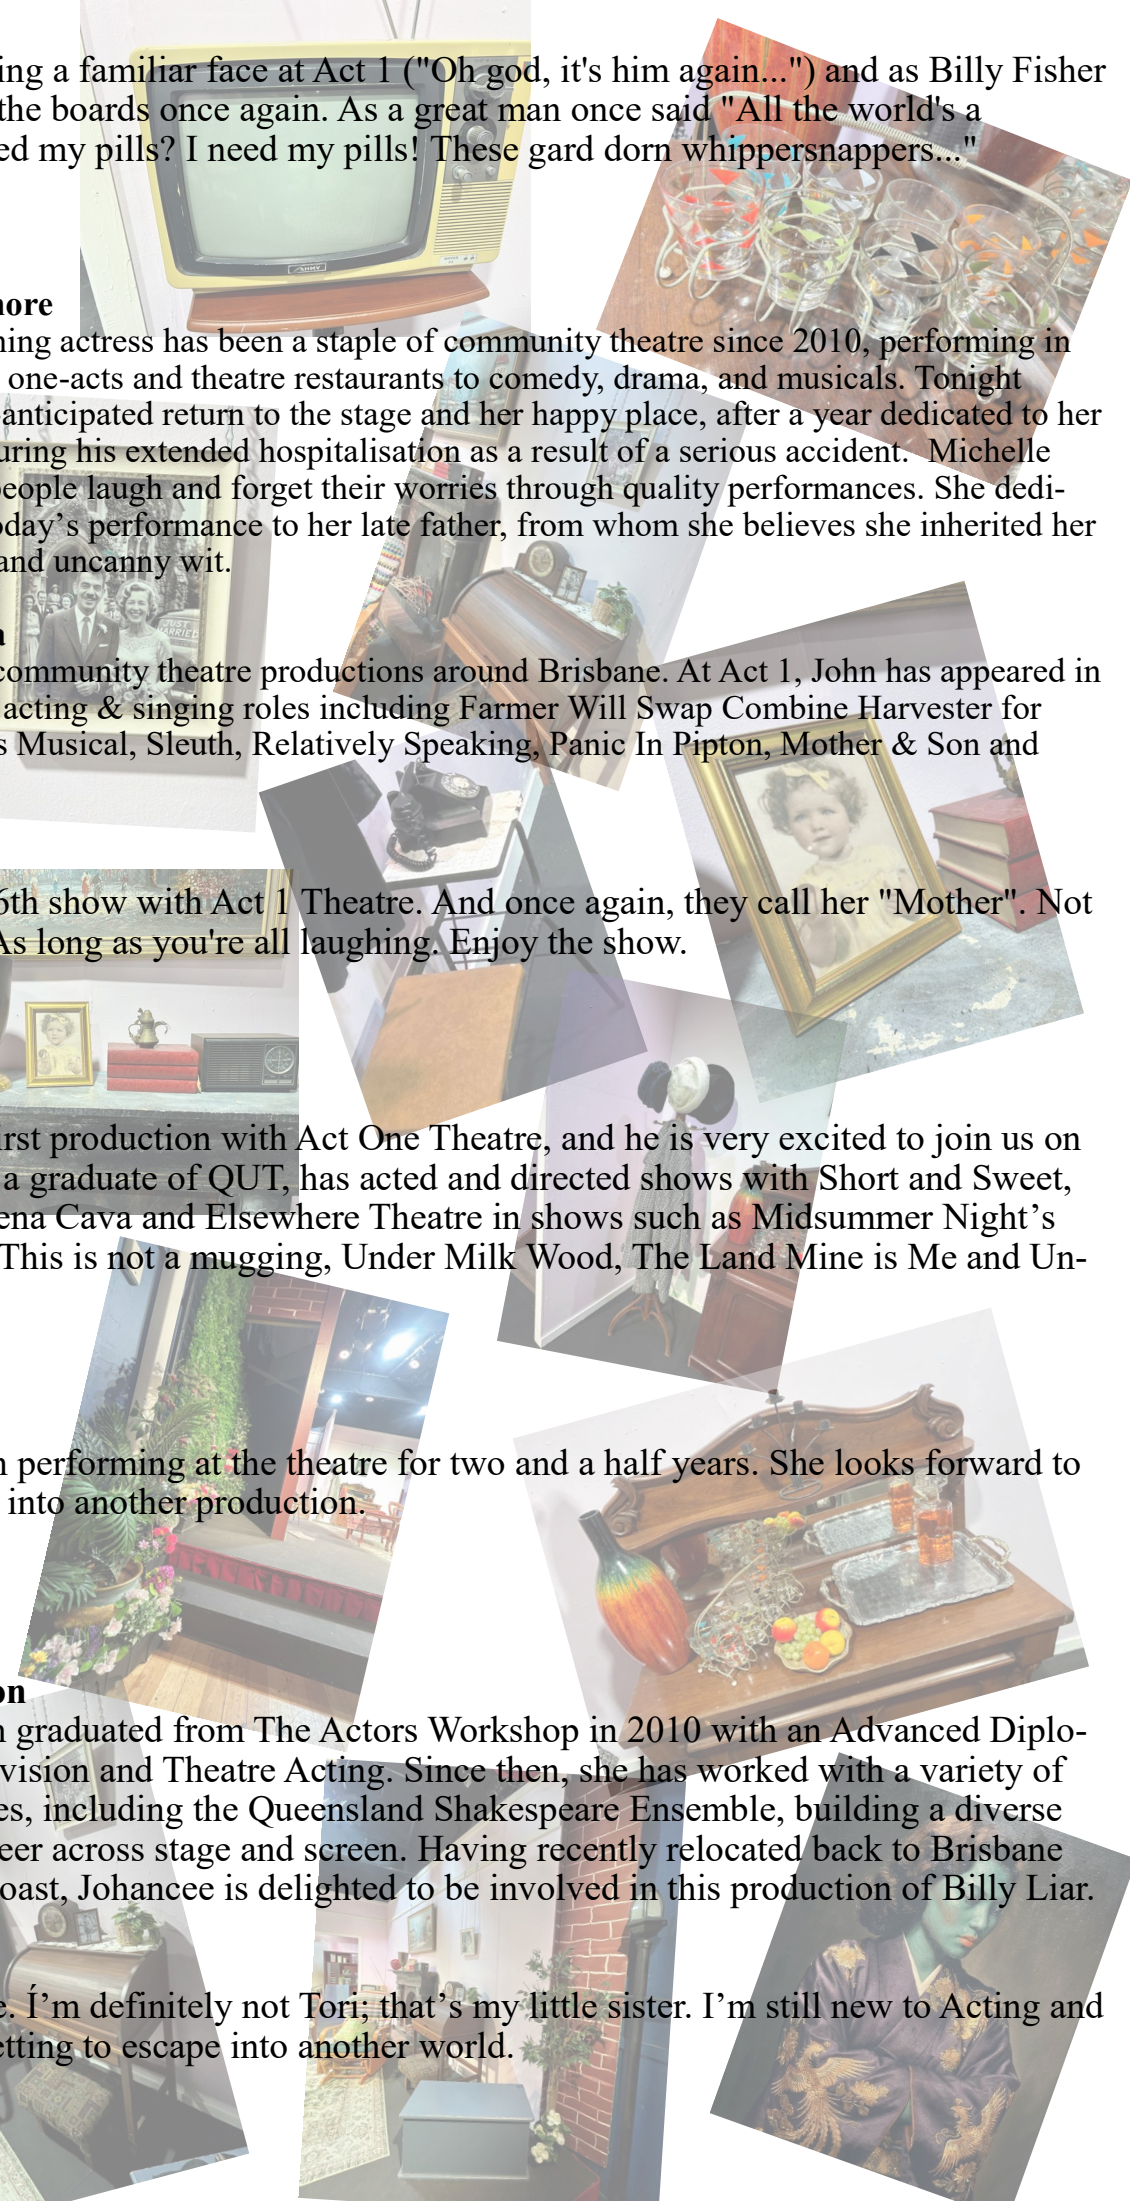 ing a familiar face at Act 1 ("Oh god, it's him again...") and as Billy Fisher
the boards once again. As a great man once said "All the world's a
ed my pills? I need my pills! These gard dorn whippersnappers..."
nore
ning actress has been a staple of community theatre since 2010, performing in
one-acts and theatre restaurants to comedy, drama, and musicals. Tonight
anticipated return to the stage and her happy place, after a year dedicated to her
uring his extended hospitalisation as a result of a serious accident. Michelle
people laugh and forget their worries through quality performances. She dedi-
oday’s performance to her late father, from whom she believes she inherited her
and uncanny wit.
JUST
MARRIED
a
community theatre productions around Brisbane. At Act 1, John has appeared in
acting & singing roles including Farmer Will Swap Combine Harvester for
s Musical, Sleuth, Relatively Speaking, Panic In Pipton, Mother & Son and
6th show with Act 1 Theatre. And once again, they call her "Mother". Not
As long as you're all laughing. Enjoy the show.
irst production with Act One Theatre, and he is very excited to join us on
a graduate of QUT, has acted and directed shows with Short and Sweet,
ena Cava and Elsewhere Theatre in shows such as Midsummer Night’s
This is not a mugging, Under Milk Wood, The Land Mine is Me and Un-
n performing at the theatre for two and a half years. She looks forward to
into another production.
on
n graduated from The Actors Workshop in 2010 with an Advanced Diplo-
vision and Theatre Acting. Since then, she has worked with a variety of
es, including the Queensland Shakespeare Ensemble, building a diverse
eer across stage and screen. Having recently relocated back to Brisbane
oast, Johancee is delighted to be involved in this production of Billy Liar.
e. Í’m definitely not Tori; that’s my little sister. I’m still new to Acting and
etting to escape into another world.